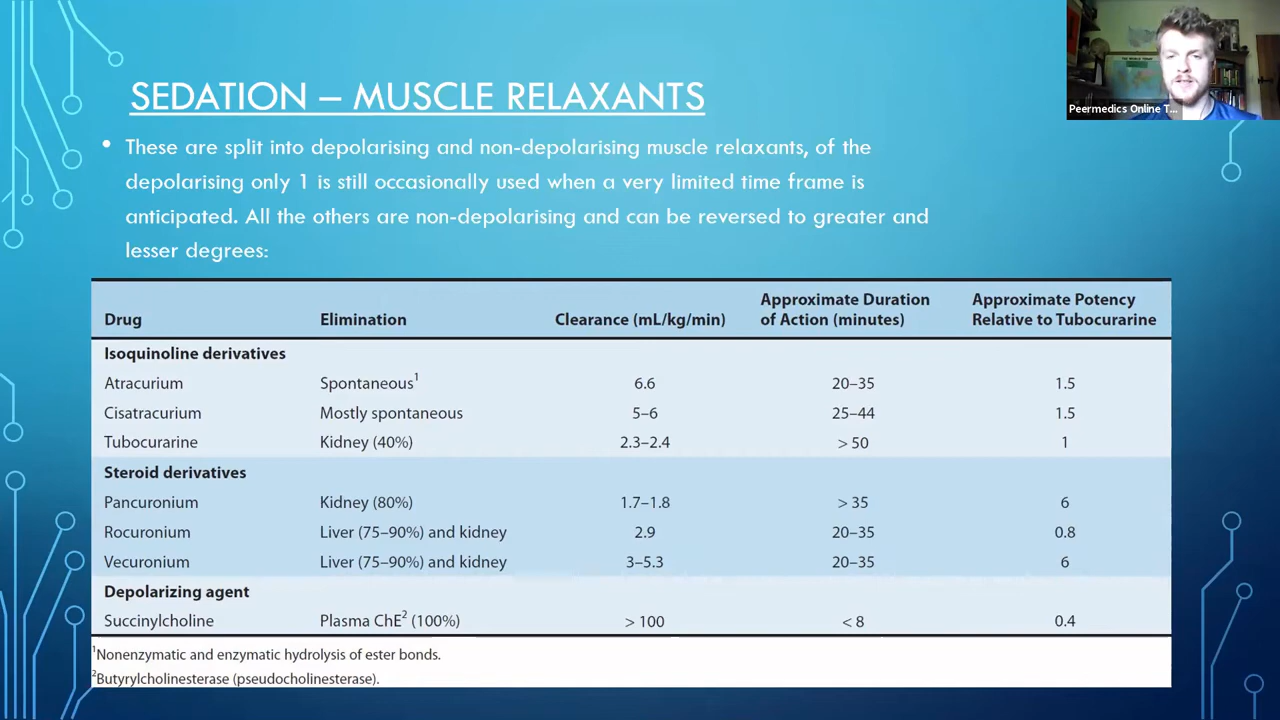 Peermedics Online T...
SEDATION – MUSCLE RELAXANTS
• These are split into depolarising and non-depolarising muscle relaxants, of the
depolarising only 1 is still occasionally used when a very limited time frame is
anticipated. All the others are non-depolarising and can be reversed to greater and
lesser degrees:
Approximate Duration Approximate Potency
Drug Elimination Clearance (mL/kg/min) of Action (minutes) Relative to Tubocurarine
Isoquinoline derivatives
Atracurium Spontaneous¹ 6.6 20–35 1.5
Cisatracurium Mostly spontaneous 5–6 25–44 1.5
Tubocurarine Kidney (40%) 2.3–2.4 > 50 1
Steroid derivatives
Pancuronium Kidney (80%) 1.7–1.8 > 35 6
Rocuronium Liver (75–90%) and kidney 2.9 20–35 0.8
Vecuronium Liver (75–90%) and kidney 3–5.3 20–35 6
Depolarizing agent
Succinylcholine Plasma ChE² (100%) > 100 < 8 0.4
¹Nonenzymatic and enzymatic hydrolysis of ester bonds.
²Butyrylcholinesterase (pseudocholinesterase).